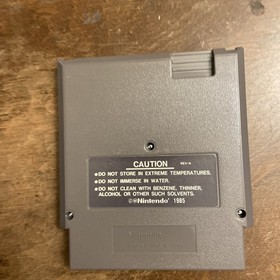 CAUTION REV-A
●DO NOT STORE IN EXTREME TEMPERATURES.
●DO NOT IMMERSE IN WATER.
●DO NOT CLEAN WITH BENZENE, THINNER,
ALCOHOL OR OTHER SUCH SOLVENTS.
©®Nintendo 1985